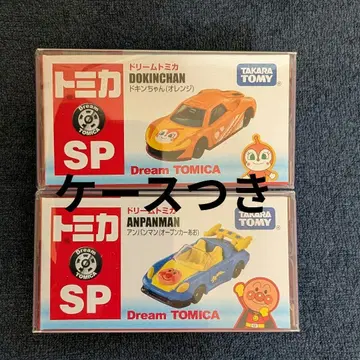 トミカ
Dream
TOMICA
SP
ドリームトミカ
DOKINCHAN
ドキンちゃん(オレンジ)
TAKARA
TOMY
Dream TOMICA
ケースつき
トミカ
Dream
TOMICA
SP
ドリームトミカ
ANPANMAN
アンパンマン(オープンカーあお)
TAKARA
TOMY
Dream TOMICA